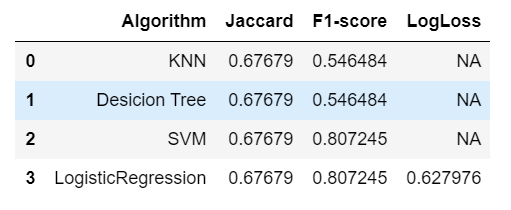 Algorithm Jaccard F1-score LogLoss
0 KNN 0.67679 0.546484 NA
1 Desicion Tree 0.67679 0.546484 NA
2 SVM 0.67679 0.807245 NA
3 LogisticRegression 0.67679 0.807245 0.627976